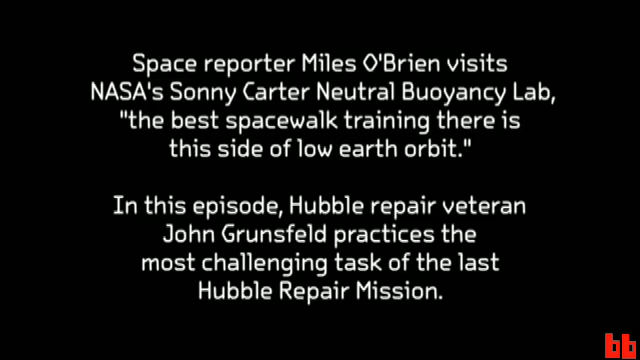 Space reporter Miles O'Brien visits
NASA's Sonny Carter Neutral Buoyancy Lab,
"the best spacewalk training there is
this side of low earth orbit."
In this episode, Hubble repair veteran
John Grunsfeld practices the
most challenging task of the last
Hubble Repair Mission.
bb